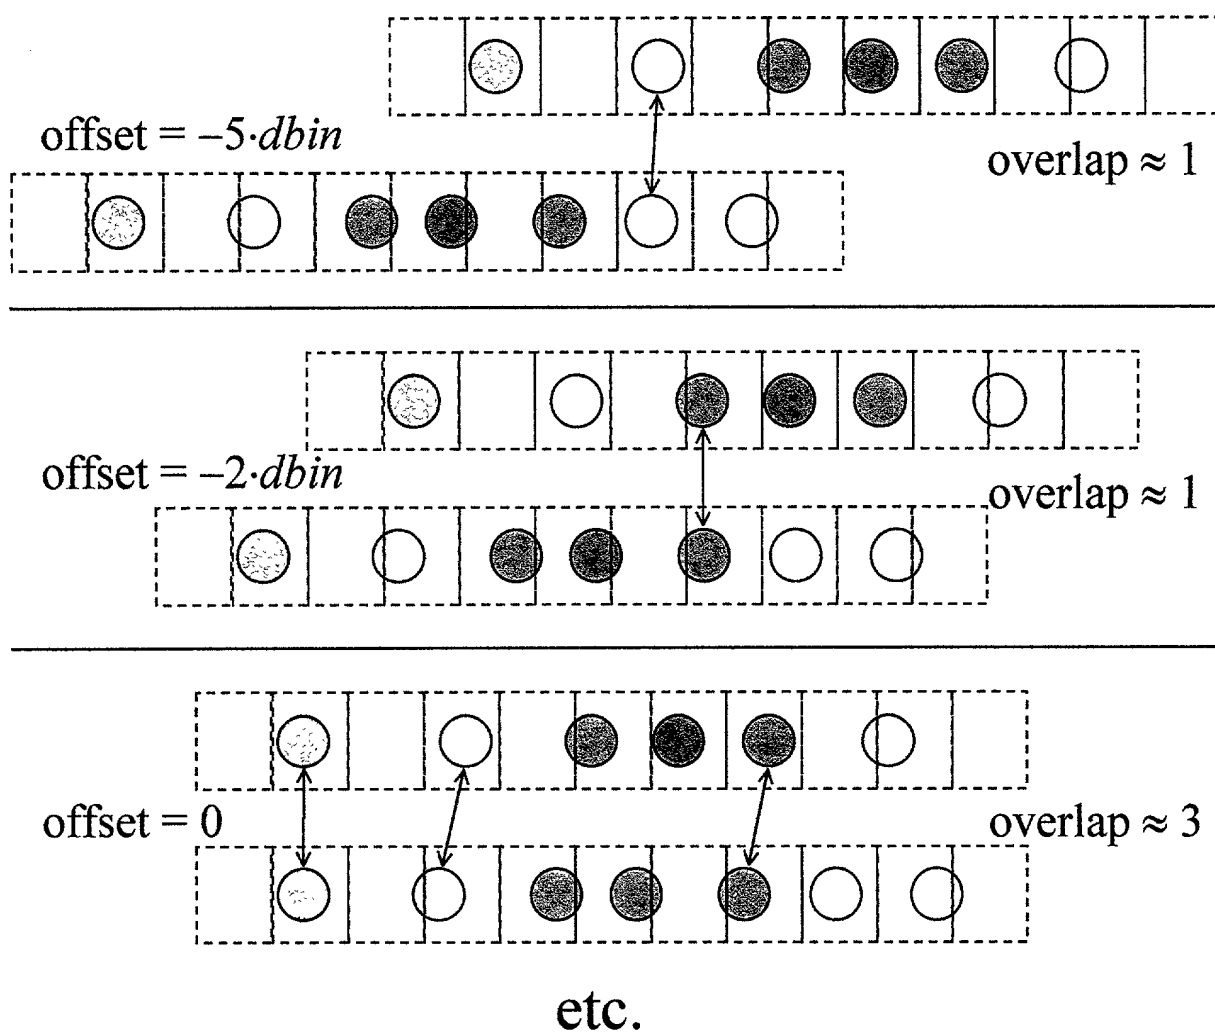 offset = −5·dbin
overlap ≈ 1
offset = −2·dbin
overlap ≈ 1
offset = 0
overlap ≈ 3
etc.